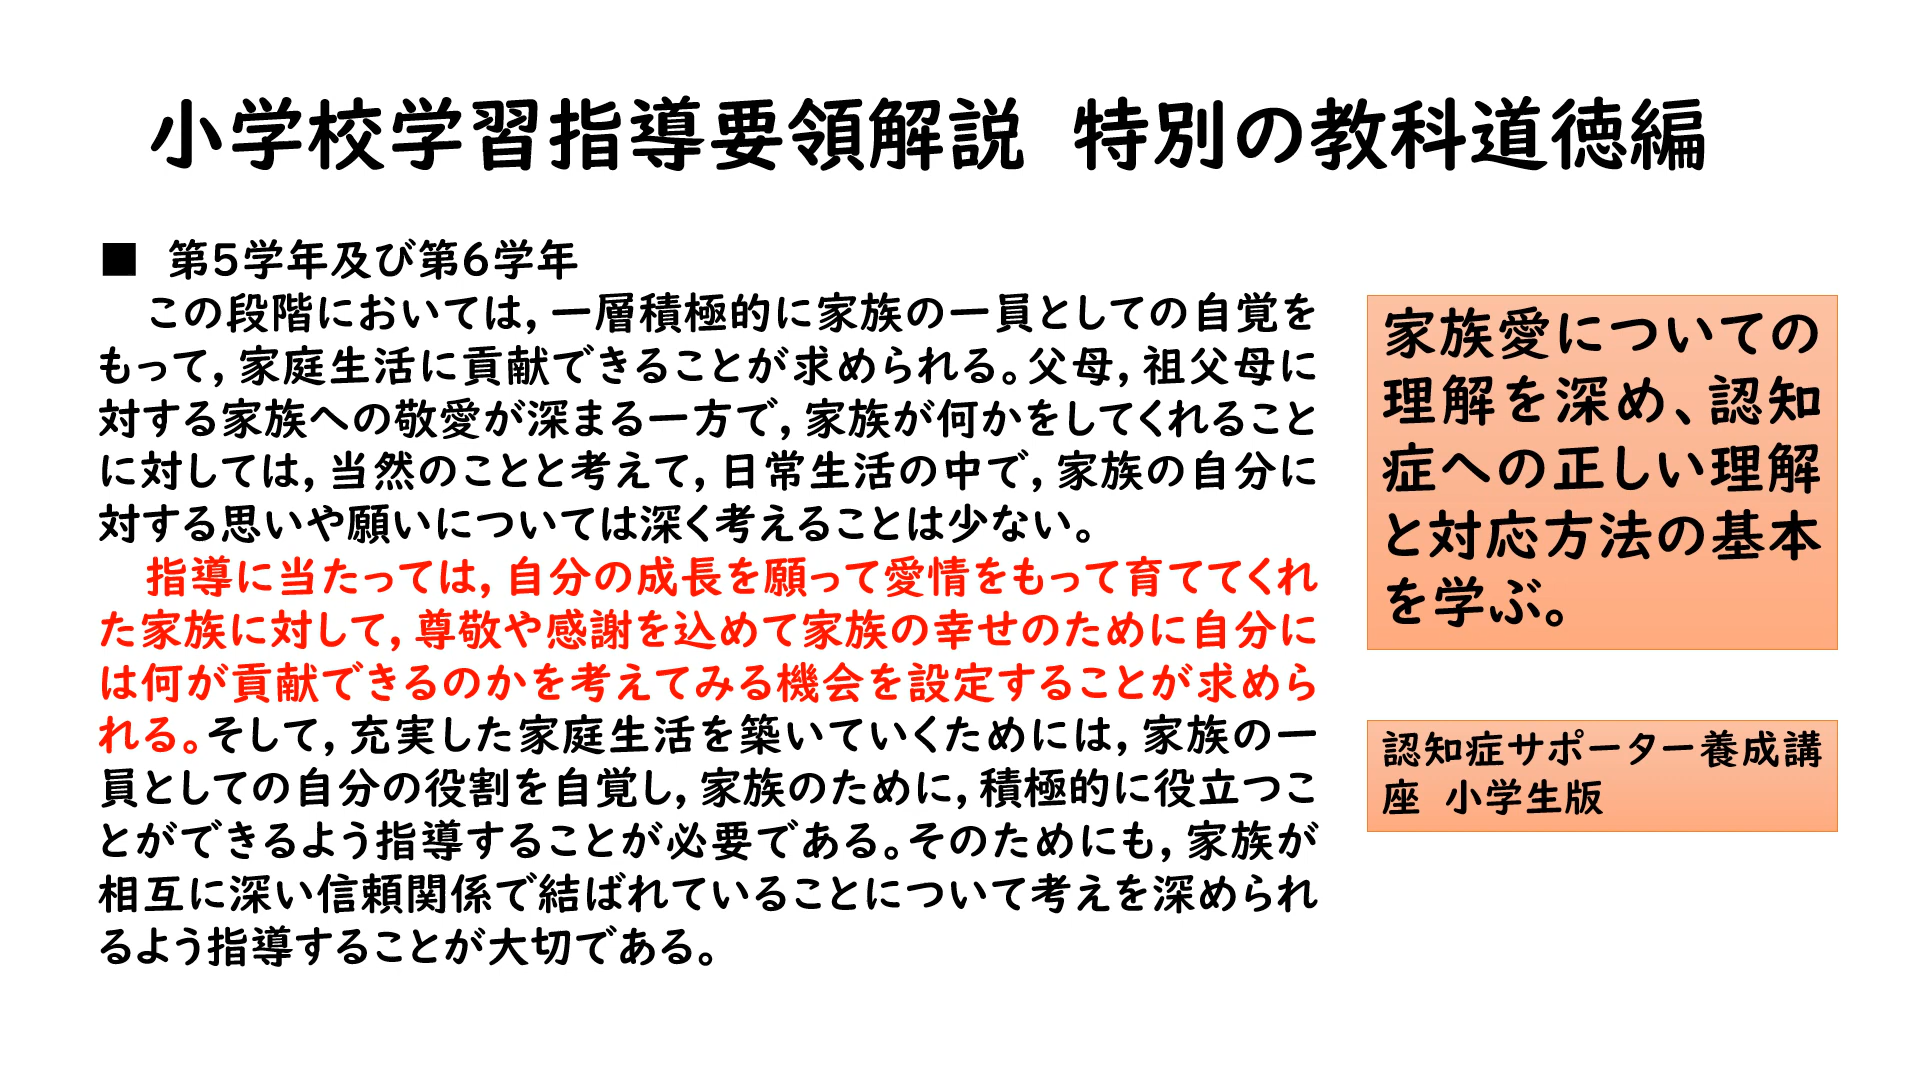 小学校学習指導要領解説 特別の教科道徳編
■ 第5学年及び第6学年
この段階においては，一層積極的に家族の一員としての自覚を
もって，家庭生活に貢献できることが求められる。父母，祖父母に
対する家族への敬愛が深まる一方で，家族が何かをしてくれること
に対しては，当然のことと考えて，日常生活の中で，家族の自分に
対する思いや願いについては深く考えることは少ない。
指導に当たっては，自分の成長を願って愛情をもって育ててくれ
た家族に対して，尊敬や感謝を込めて家族の幸せのために自分に
は何が貢献できるのかを考えてみる機会を設定することが求めら
れる。そして，充実した家庭生活を築いていくためには，家族の一
員としての自分の役割を自覚し，家族のために，積極的に役立つこ
とができるよう指導することが必要である。そのためにも，家族が
相互に深い信頼関係で結ばれていることについて考えを深められ
るよう指導することが大切である。
家族愛についての
理解を深め、認知
症への正しい理解
と対応方法の基本
を学ぶ。
認知症サポーター養成講
座 小学生版